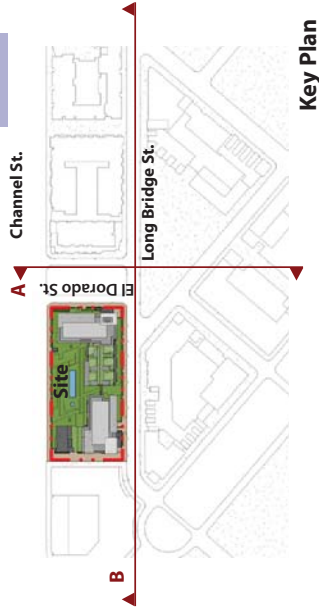 Channel St.
A
El Dorado St.
Long Bridge St.
Site
B
Key Plan